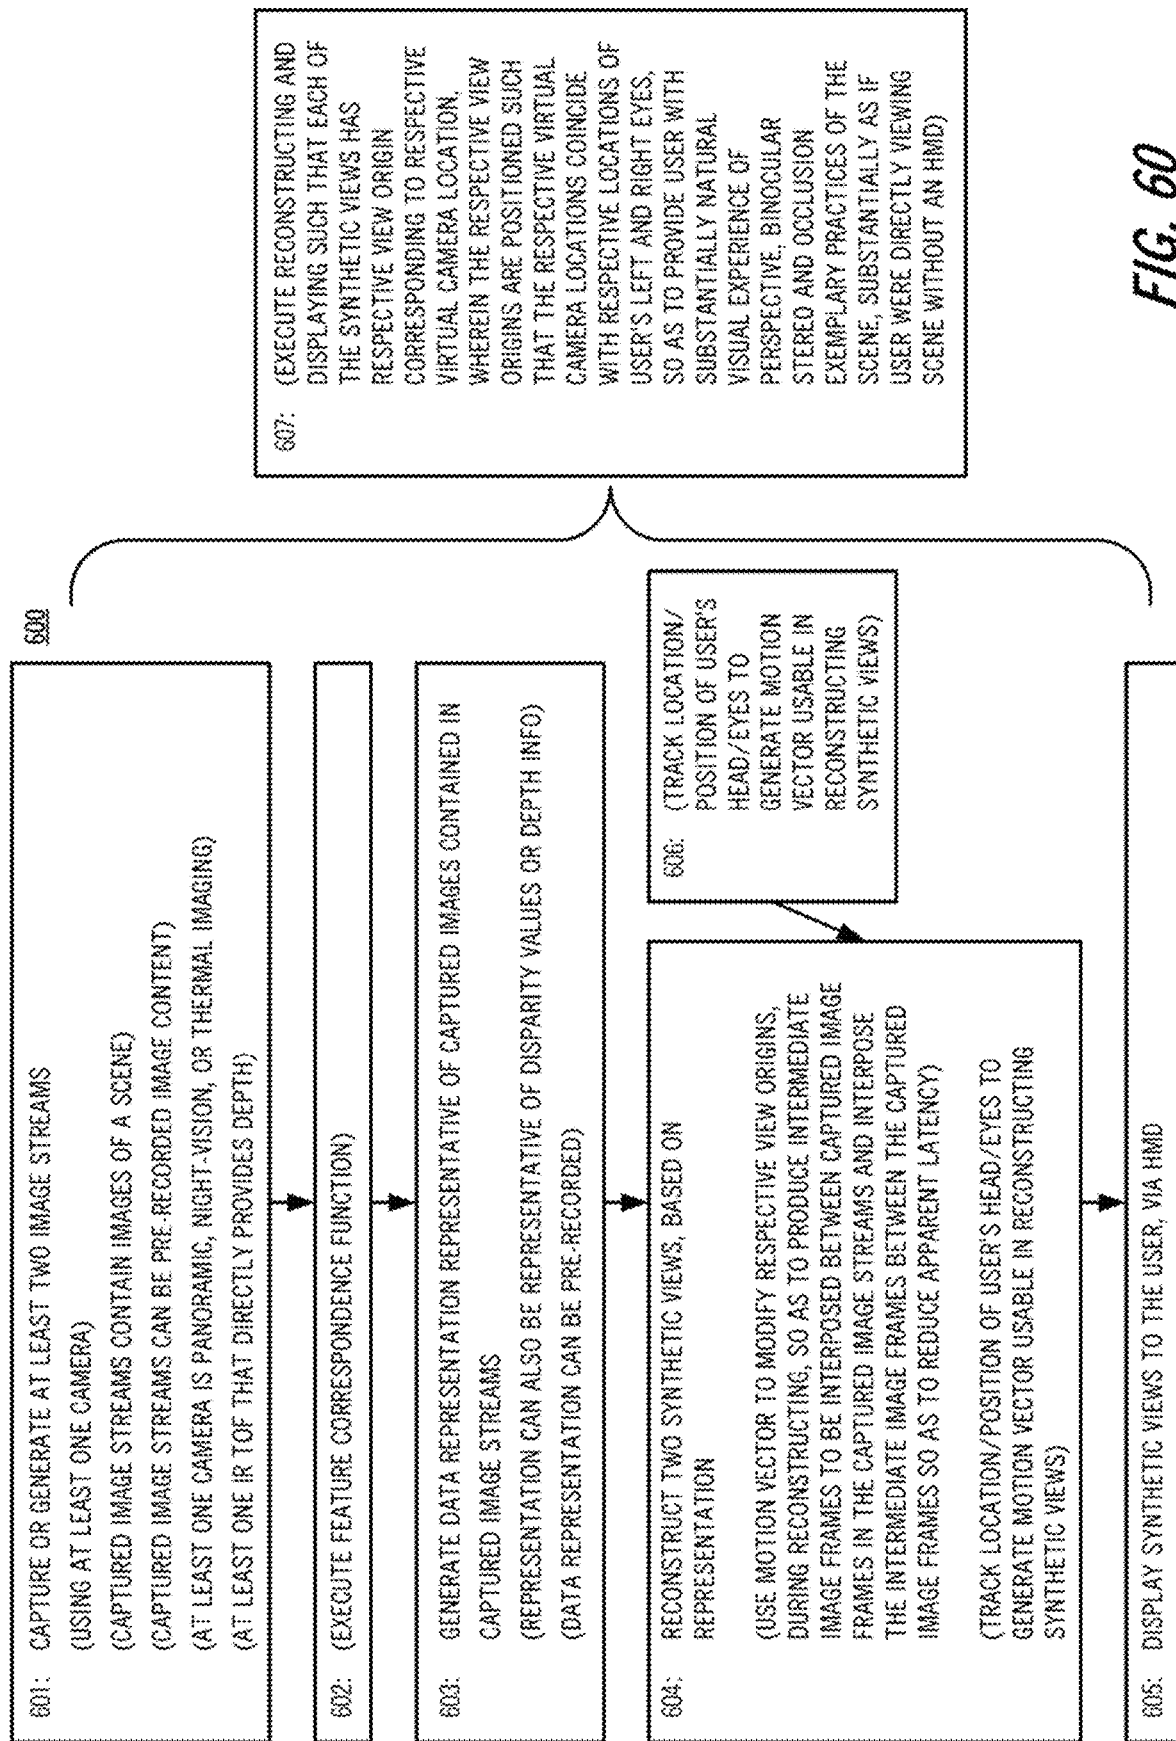 600
601: CAPTURE OR GENERATE AT LEAST TWO IMAGE STREAMS
(USING AT LEAST ONE CAMERA)
(CAPTURED IMAGE STREAMS CONTAIN IMAGES OF A SCENE)
(CAPTURED IMAGE STREAMS CAN BE PRE-RECORDED IMAGE CONTENT)
(AT LEAST ONE CAMERA IS PANORAMIC, NIGHT-VISION, OR THERMAL IMAGING)
(AT LEAST ONE IR TOF THAT DIRECTLY PROVIDES DEPTH)
602: (EXECUTE FEATURE CORRESPONDENCE FUNCTION)
603: GENERATE DATA REPRESENTATION REPRESENTATIVE OF CAPTURED IMAGES CONTAINED IN
CAPTURED IMAGE STREAMS
(REPRESENTATION CAN ALSO BE REPRESENTATIVE OF DISPARITY VALUES OR DEPTH INFO)
(DATA REPRESENTATION CAN BE PRE-RECORDED)
604: RECONSTRUCT TWO SYNTHETIC VIEWS, BASED ON
REPRESENTATION
(USE MOTION VECTOR TO MODIFY RESPECTIVE VIEW ORIGINS,
DURING RECONSTRUCTING, SO AS TO PRODUCE INTERMEDIATE
IMAGE FRAMES TO BE INTERPOSED BETWEEN CAPTURED IMAGE
FRAMES IN THE CAPTURED IMAGE STREAMS AND INTERPOSE
THE INTERMEDIATE IMAGE FRAMES BETWEEN THE CAPTURED
IMAGE FRAMES SO AS TO REDUCE APPARENT LATENCY)
(TRACK LOCATION/POSITION OF USER'S HEAD/EYES TO
GENERATE MOTION VECTOR USABLE IN RECONSTRUCTING
SYNTHETIC VIEWS)
606: (TRACK LOCATION/
POSITION OF USER'S
HEAD/EYES TO
GENERATE MOTION
VECTOR USABLE IN
RECONSTRUCTING
SYNTHETIC VIEWS)
605: DISPLAY SYNTHETIC VIEWS TO THE USER, VIA HMD
607: (EXECUTE RECONSTRUCTING AND
DISPLAYING SUCH THAT EACH OF
THE SYNTHETIC VIEWS HAS
RESPECTIVE VIEW ORIGIN
CORRESPONDING TO RESPECTIVE
VIRTUAL CAMERA LOCATION,
WHEREIN THE RESPECTIVE VIEW
ORIGINS ARE POSITIONED SUCH
THAT THE RESPECTIVE VIRTUAL
CAMERA LOCATIONS COINCIDE
WITH RESPECTIVE LOCATIONS OF
USER'S LEFT AND RIGHT EYES,
SO AS TO PROVIDE USER WITH
SUBSTANTIALLY NATURAL
VISUAL EXPERIENCE OF
PERSPECTIVE, BINOCULAR
STEREO AND OCCLUSION
EXEMPLARY PRACTICES OF THE
SCENE, SUBSTANTIALLY AS IF
USER WERE DIRECTLY VIEWING
SCENE WITHOUT AN HMD)
FIG. 60